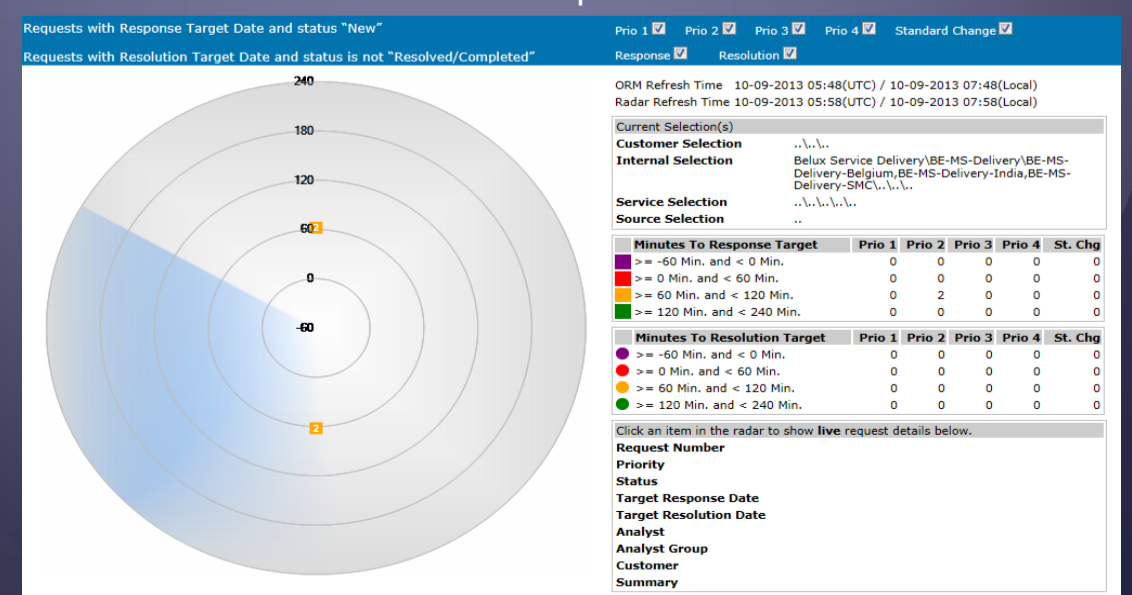 Requests with Response Target Date and status "New"
Prio 1 Prio 2 Prio 3 Prio 4 Standard Change
Requests with Resolution Target Date and status is not "Resolved/Completed"
Response Resolution
240
180
120
60
2
0
-60
2
ORM Refresh Time 10-09-2013 05:48(UTC) / 10-09-2013 07:48(Local)
Radar Refresh Time 10-09-2013 05:58(UTC) / 10-09-2013 07:58(Local)
Current Selection(s)
Customer Selection ..\..\..
Internal Selection Belux Service Delivery\BE-MS-Delivery\BE-MS-
Delivery-Belgium,BE-MS-Delivery-India,BE-MS-
Delivery-SMC\..\..\..
Service Selection ..\..\..\..\..
Source Selection ..
Minutes To Response Target Prio 1 Prio 2 Prio 3 Prio 4 St. Chg
>= -60 Min. and < 0 Min. 0 0 0 0 0
>= 0 Min. and < 60 Min. 0 0 0 0 0
>= 60 Min. and < 120 Min. 0 2 0 0 0
>= 120 Min. and < 240 Min. 0 0 0 0 0
Minutes To Resolution Target Prio 1 Prio 2 Prio 3 Prio 4 St. Chg
>= -60 Min. and < 0 Min. 0 0 0 0 0
>= 0 Min. and < 60 Min. 0 0 0 0 0
>= 60 Min. and < 120 Min. 0 0 0 0 0
>= 120 Min. and < 240 Min. 0 0 0 0 0
Click an item in the radar to show live request details below.
Request Number
Priority
Status
Target Response Date
Target Resolution Date
Analyst
Analyst Group
Customer
Summary